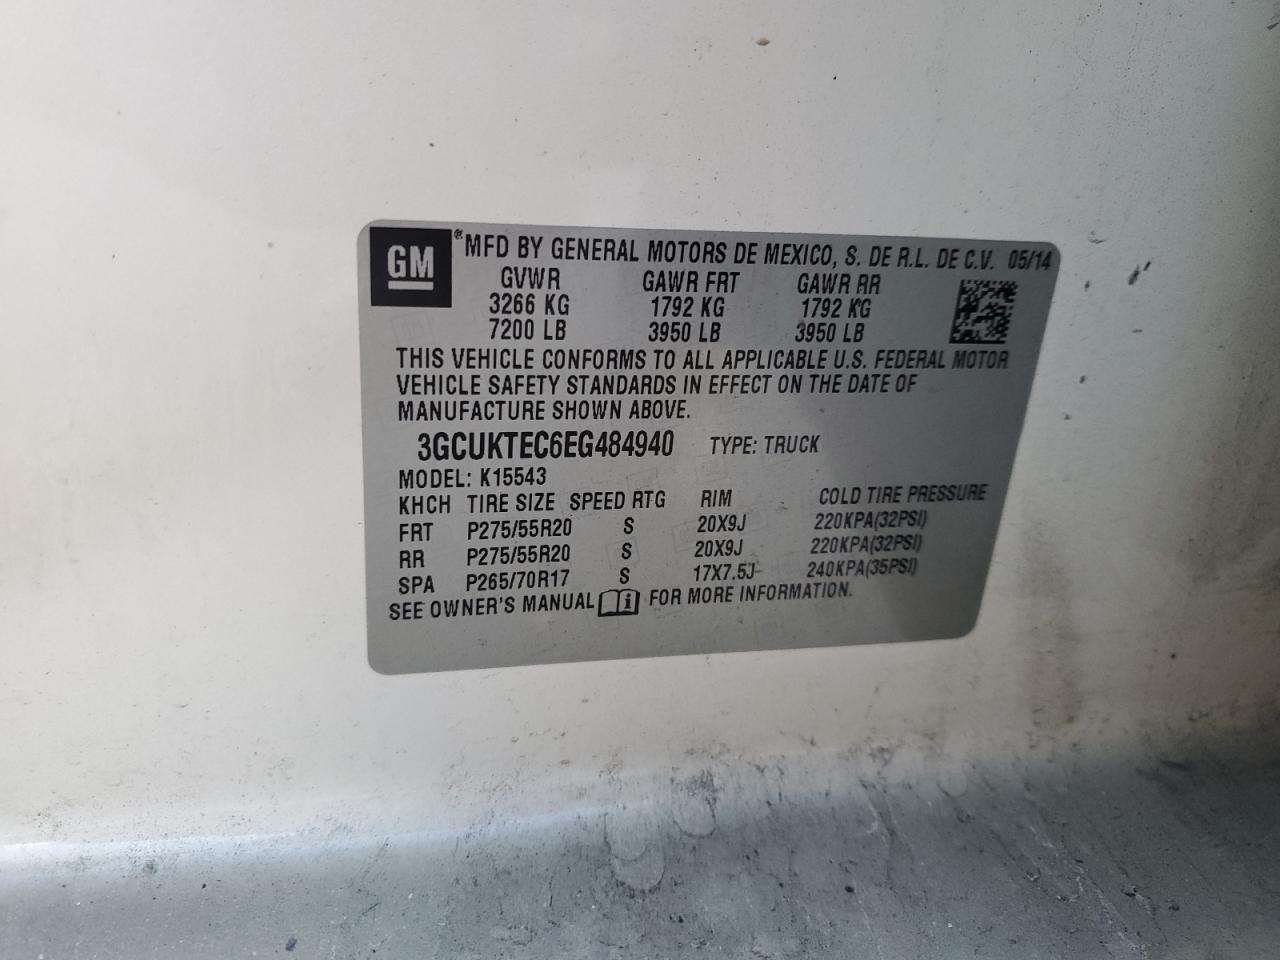 GM ® MFD BY GENERAL MOTORS DE MEXICO, S. DE R.L. DE C.V. 05/14
GVWR GAWR FRT GAWR RR
3266 KG 1792 KG 1792 KG
7200 LB 3950 LB 3950 LB
THIS VEHICLE CONFORMS TO ALL APPLICABLE U.S. FEDERAL MOTOR
VEHICLE SAFETY STANDARDS IN EFFECT ON THE DATE OF
MANUFACTURE SHOWN ABOVE.
3GCUKTEC6EG484940 TYPE: TRUCK
MODEL: K15543
KHCH TIRE SIZE SPEED RTG RIM COLD TIRE PRESSURE
FRT P275/55R20 S 20X9J 220KPA(32PSI)
RR P275/55R20 S 20X9J 220KPA(32PSI)
SPA P265/70R17 S 17X7.5J 240KPA(35PSI)
SEE OWNER'S MANUAL FOR MORE INFORMATION.